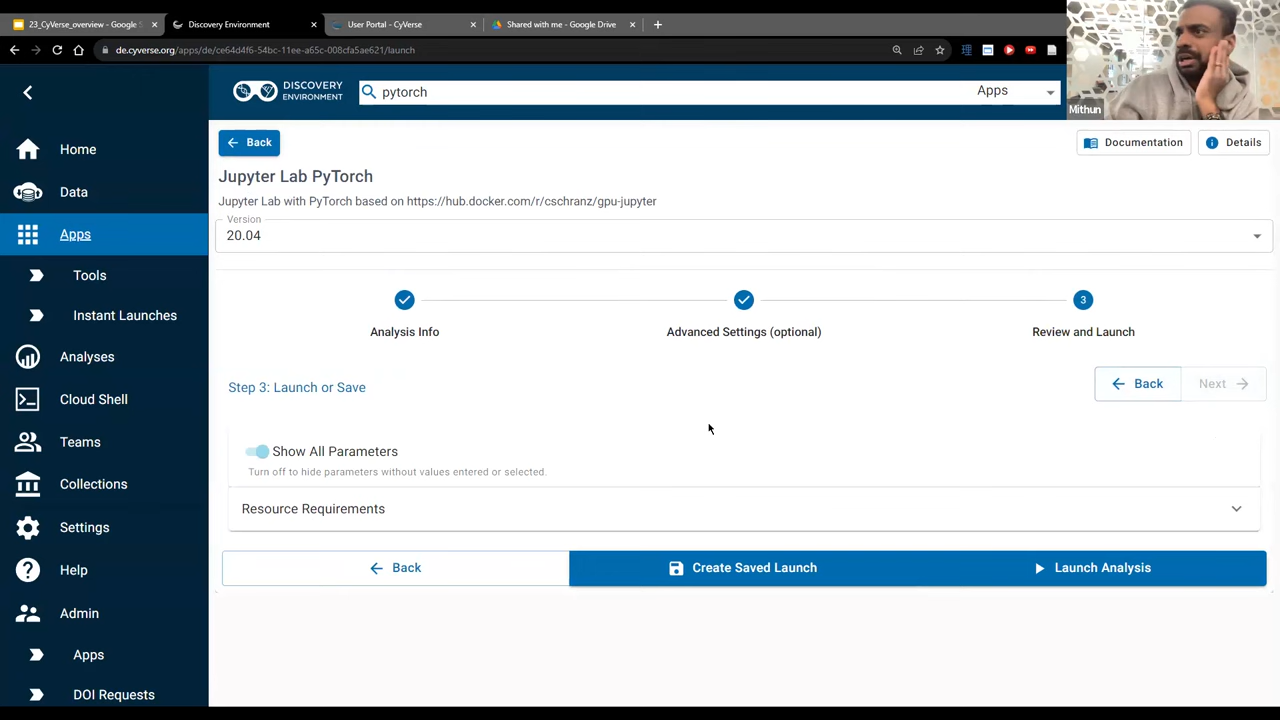 23_CyVerse_overview - Google S
Discovery Environment
User Portal – CyVerse
Shared with me - Google Drive
de.cyverse.org/apps/de/ce64d4f6-54bc-11ee-a65c-008cfa5ae621/launch
Mithun
DISCOVERY
ENVIRONMENT
pytorch
Apps
Home
Data
Apps
Tools
Instant Launches
Analyses
Cloud Shell
Teams
Collections
Settings
Help
Admin
Apps
DOI Requests
Back
Documentation
Details
Jupyter Lab PyTorch
Jupyter Lab with PyTorch based on https://hub.docker.com/r/cschranz/gpu-jupyter
Version
20.04
3
Analysis Info
Advanced Settings (optional)
Review and Launch
Step 3: Launch or Save
Back
Next
Show All Parameters
Turn off to hide parameters without values entered or selected.
Resource Requirements
Back
Create Saved Launch
Launch Analysis